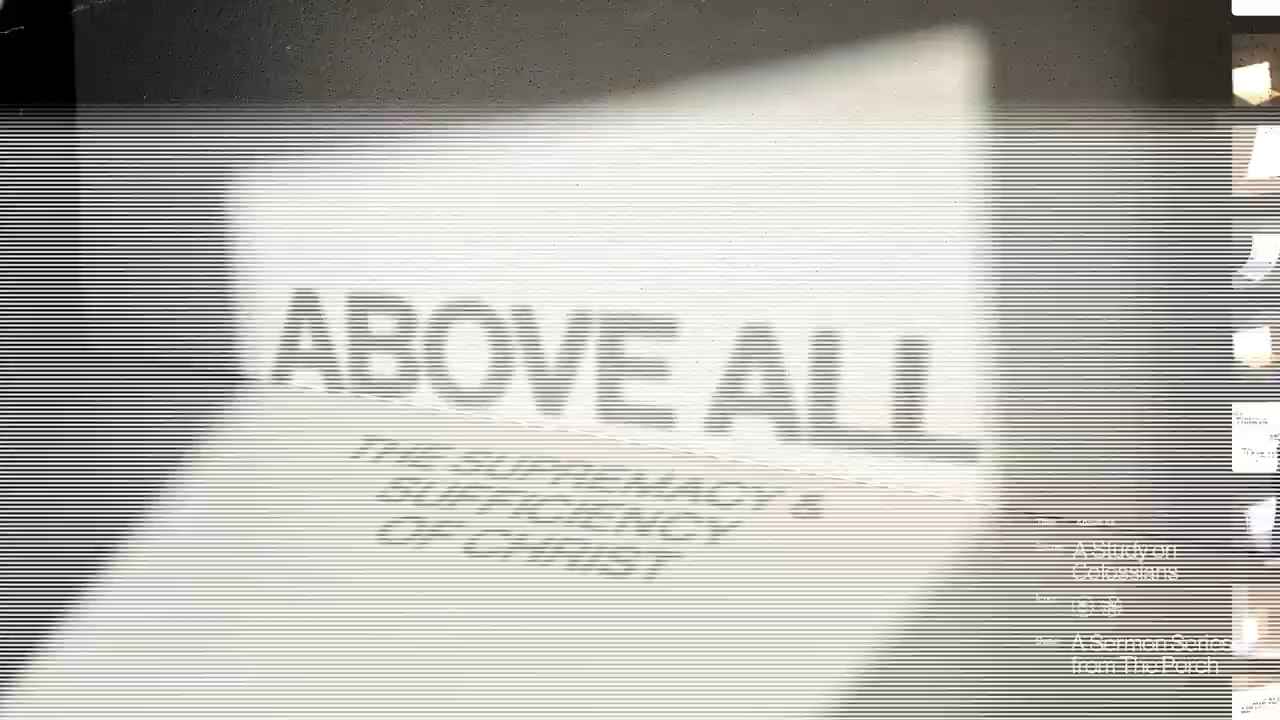 ABOVE ALL
THE SUPREMACY &
SUFFICIENCY
OF CHRIST
A Study on
Colossians
A Sermon Series
from The Porch